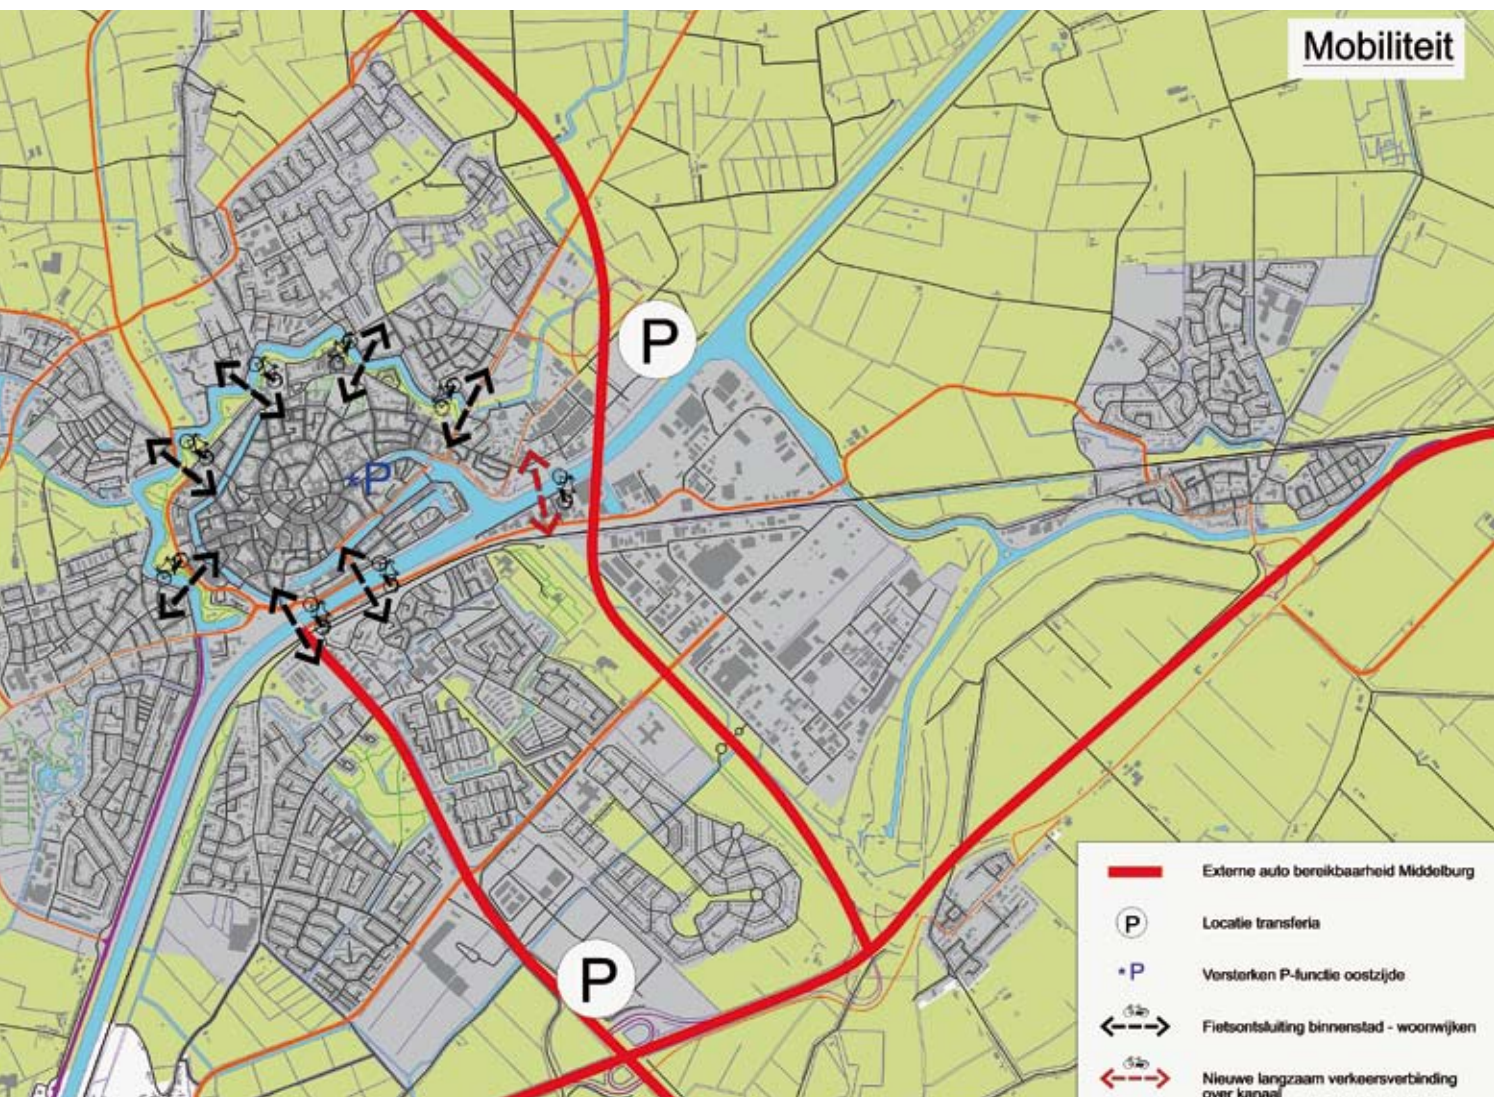 Mobiliteit
P
*P
P
Externe auto bereikbaarheid Middelburg
P Locatie transferia
*P Versterken P-functie oostzijde
Fietsontsluiting binnenstad - woonwijken
Nieuwe langzaam verkeersverbinding
over kanaal